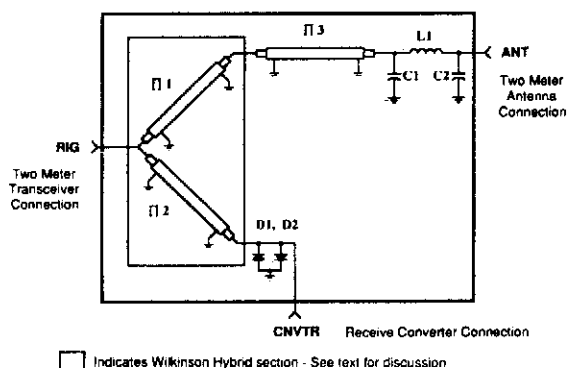 ∏ 3
L1
ANT
C1
C2
Two Meter
Antenna
Connection
∏ 1
RIG
Two Meter
Transceiver
Connection
∏ 2
D1, D2
CNVTR
Receive Converter Connection
Indicates Wilkinson Hybrid section - See text for discussion